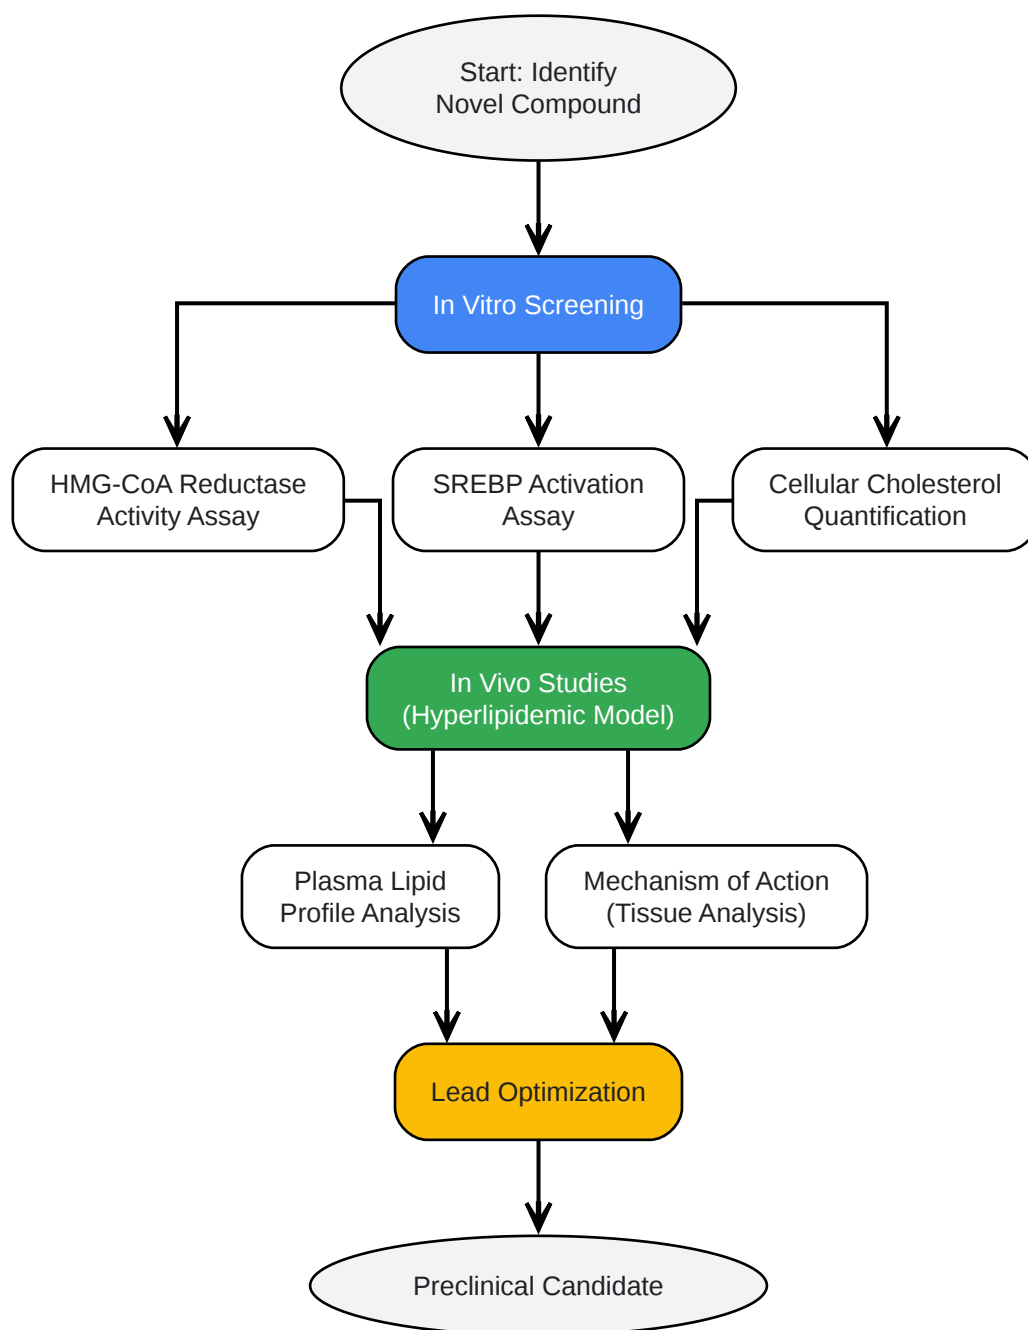 Start: Identify
Novel Compound
In Vitro Screening
HMG-CoA Reductase
Activity Assay
SREBP Activation
Assay
Cellular Cholesterol
Quantification
In Vivo Studies
(Hyperlipidemic Model)
Plasma Lipid
Profile Analysis
Mechanism of Action
(Tissue Analysis)
Lead Optimization
Preclinical Candidate